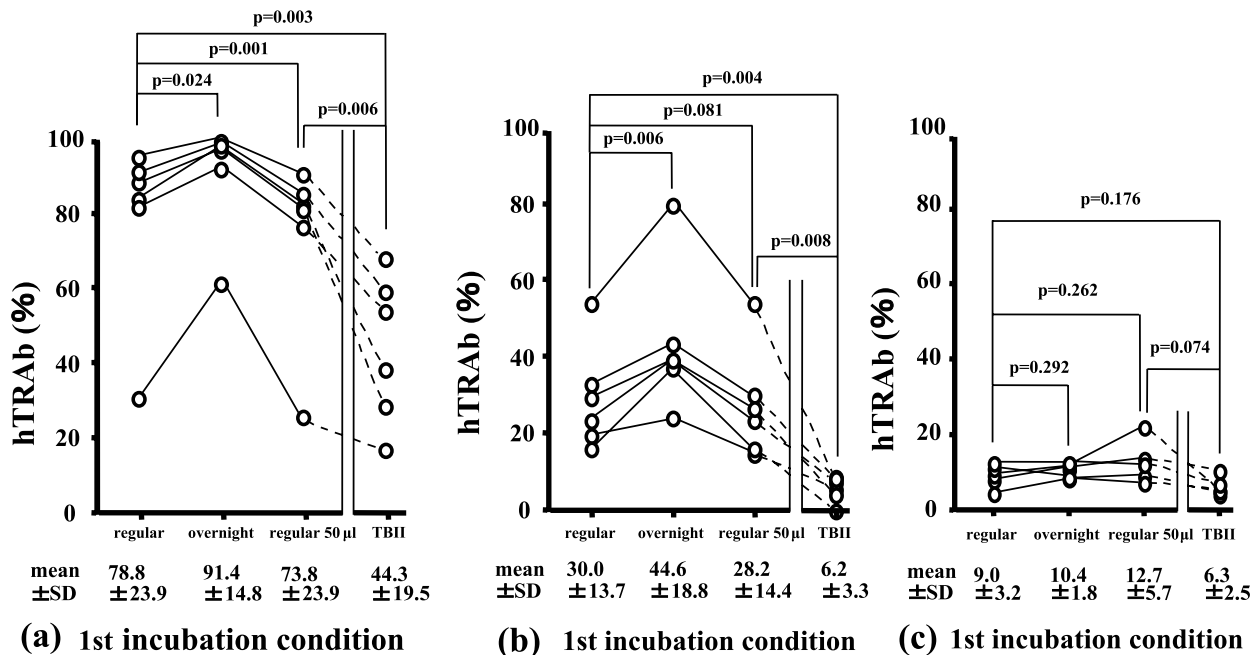 p=0.003
p=0.001
p=0.024
p=0.006
100
80
60
40
20
0
hTRAb (%)
regular overnight regular 50 µl TBII
mean 78.8 91.4 73.8 44.3
±SD ±23.9 ±14.8 ±23.9 ±19.5
(a) 1st incubation condition
p=0.004
p=0.081
p=0.006
p=0.008
100
80
60
40
20
0
hTRAb (%)
regular overnight regular 50 µl TBII
mean 30.0 44.6 28.2 6.2
±SD ±13.7 ±18.8 ±14.4 ±3.3
(b) 1st incubation condition
p=0.176
p=0.262
p=0.074
p=0.292
100
80
60
40
20
0
hTRAb (%)
regular overnight regular 50 µl TBII
mean 9.0 10.4 12.7 6.3
±SD ±3.2 ±1.8 ±5.7 ±2.5
(c) 1st incubation condition